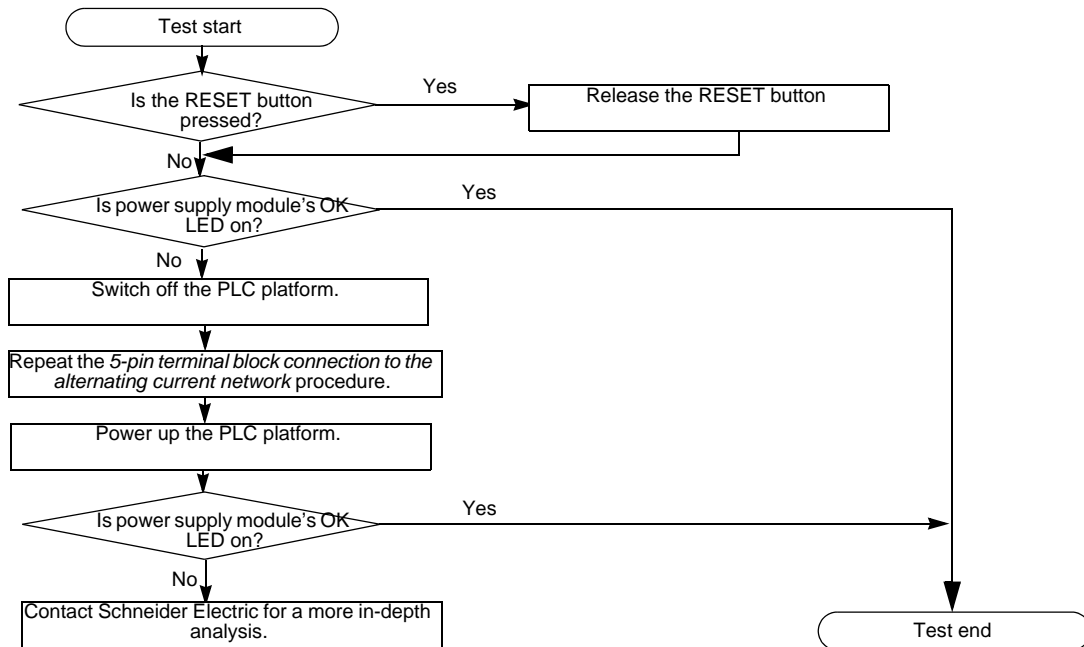 Test start
Is the RESET button
pressed?
Yes
Release the RESET button
No
Is power supply module's OK
LED on?
Yes
No
Switch off the PLC platform.
Repeat the 5-pin terminal block connection to the
alternating current network procedure.
Power up the PLC platform.
Is power supply module's OK
LED on?
Yes
No
Contact Schneider Electric for a more in-depth
analysis.
Test end